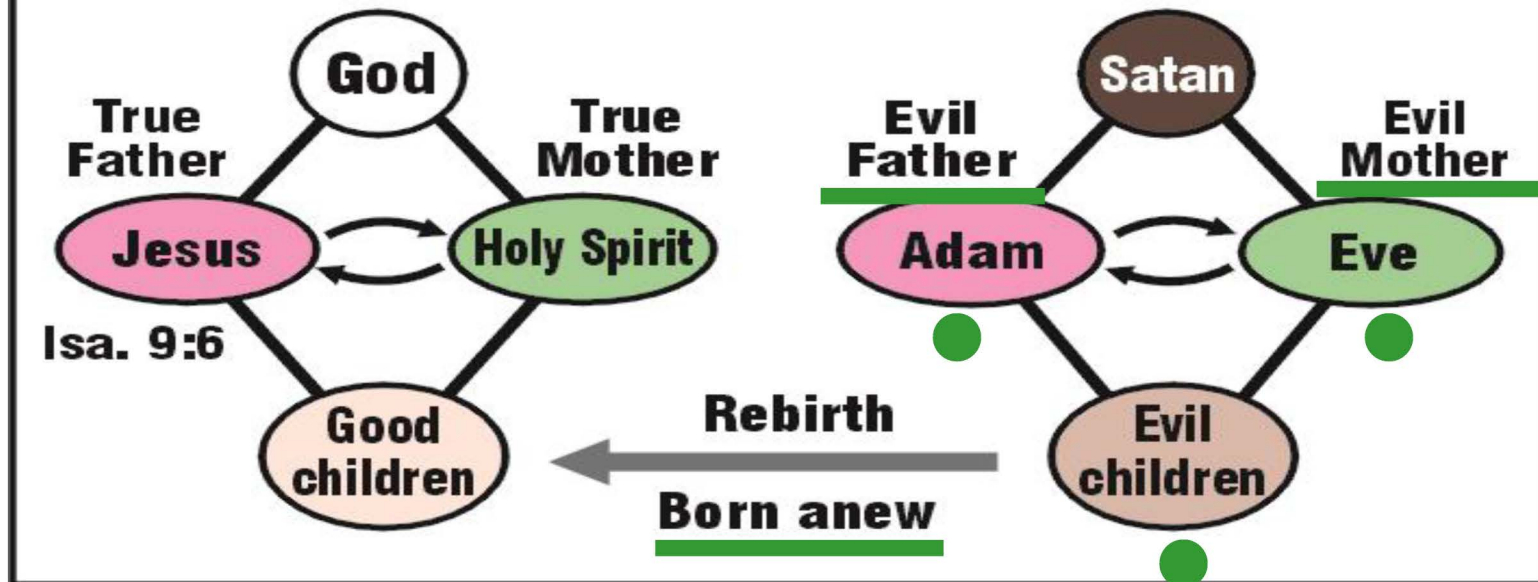 God
True
Father
True
Mother
Jesus
Holy Spirit
Isa. 9:6
Good
children
Satan
Evil
Father
Evil
Mother
Adam
Eve
Evil
children
Rebirth
Born anew